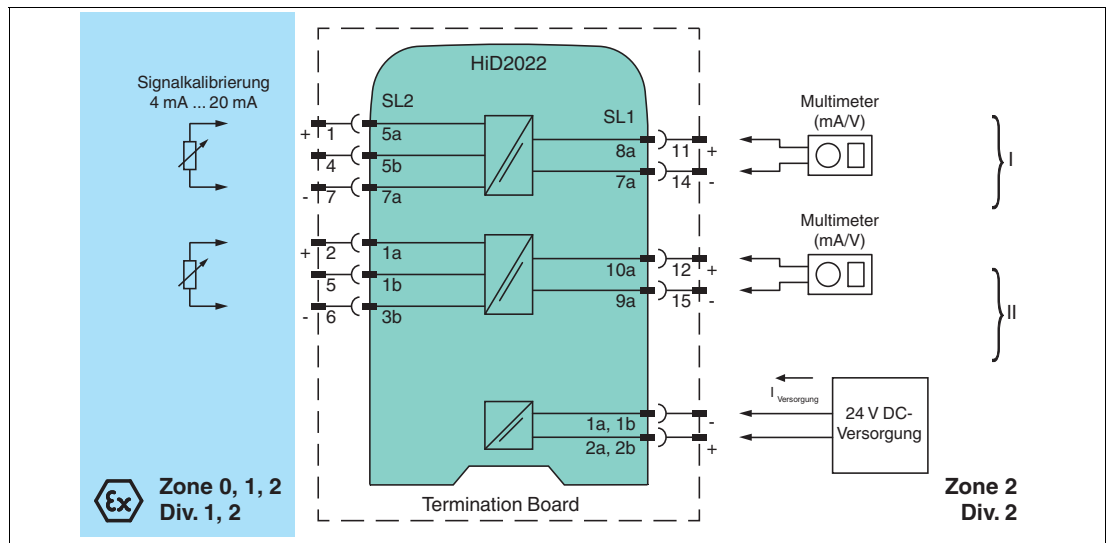 HiD2022
Signalkalibrierung
4 mA ... 20 mA
SL2
SL1
Multimeter
(mA/V)
+ 1 5a
4 5b
- 7 7a
8a 11 +
7a 14 -
I
+ 2 1a
5 1b
- 6 3b
Multimeter
(mA/V)
10a 12 +
9a 15 -
II
I Versorgung
24 V DC-
Versorgung
1a, 1b -
2a, 2b +
Ex
Zone 0, 1, 2
Div. 1, 2
Termination Board
Zone 2
Div. 2